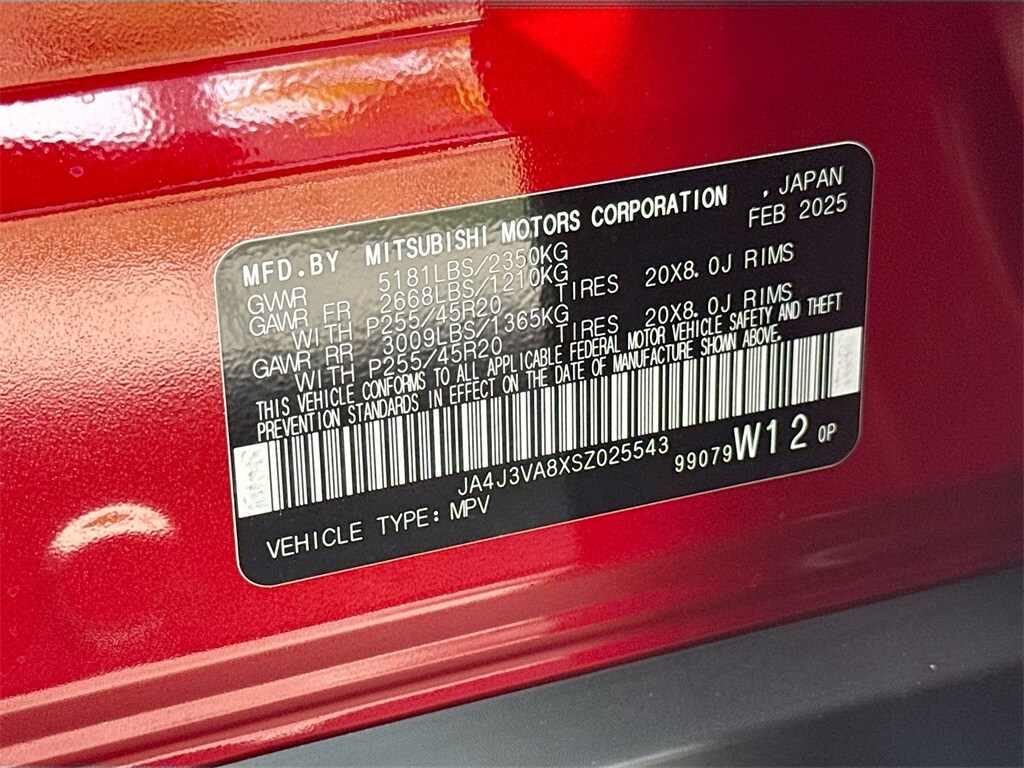 MFD.BY MITSUBISHI MOTORS CORPORATION , JAPAN
FEB 2025
GVWR 5181LBS/2350KG
GAWR FR 2668LBS/1210KG
WITH P255/45R20 TIRES 20X8.0J RIMS
GAWR RR 3009LBS/1365KG
WITH P255/45R20 TIRES 20X8.0J RIMS
THIS VEHICLE CONFORMS TO ALL APPLICABLE FEDERAL MOTOR VEHICLE SAFETY AND THEFT
PREVENTION STANDARDS IN EFFECT ON THE DATE OF MANUFACTURE SHOWN ABOVE.
JA4J3VA8XSZ025543
99079W12 0P
VEHICLE TYPE: MPV